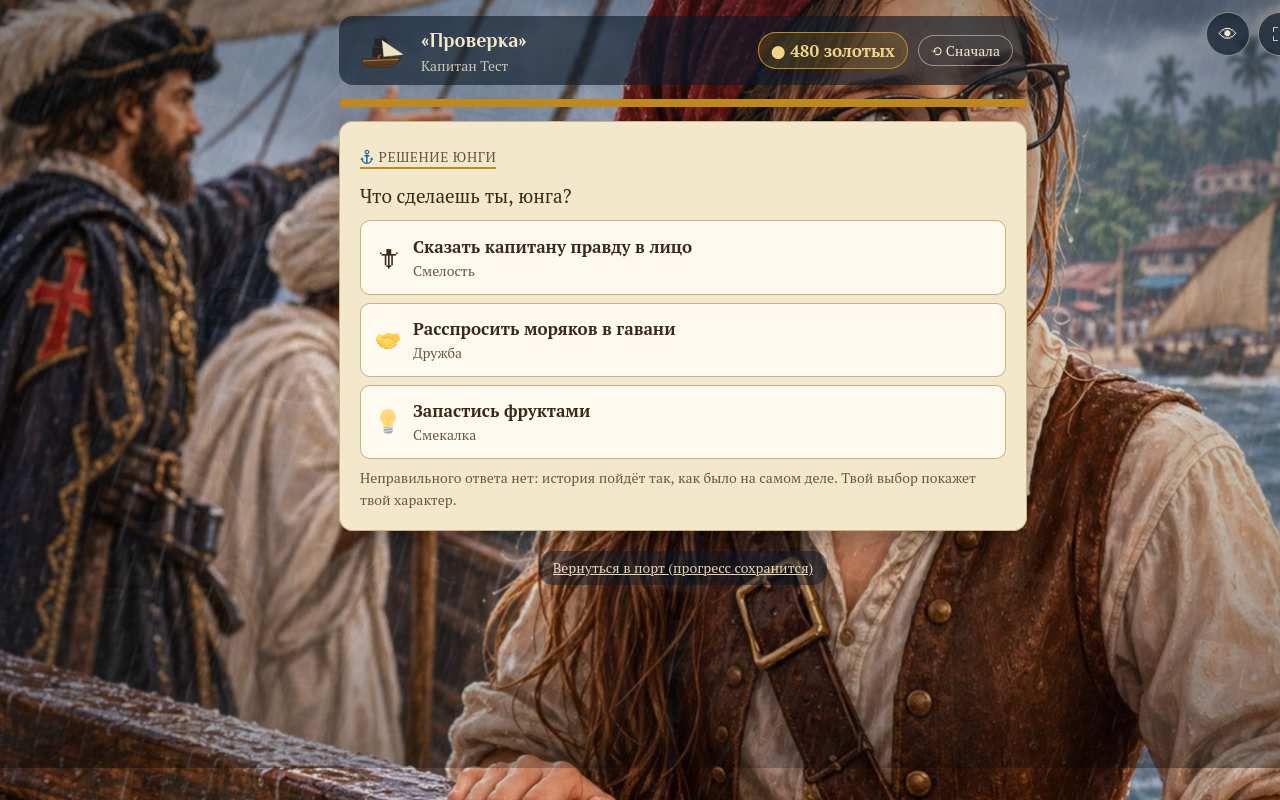 «Проверка»
Капитан Тест
480 золотых
⟲ Сначала
⚓ РЕШЕНИЕ ЮНГИ
Что сделаешь ты, юнга?
Сказать капитану правду в лицо
Смелость
Расспросить моряков в гавани
Дружба
Запастись фруктами
Смекалка
Неправильного ответа нет: история пойдёт так, как было на самом деле. Твой выбор покажет
твой характер.
Вернуться в порт (прогресс сохранится)